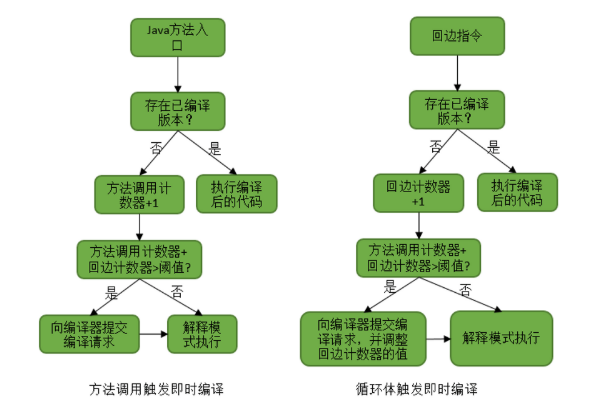 Java方法入
口
存在已编译
版本？
否
是
方法调用计
数器+1
执行编译
后的代码
方法调用计数器+
回边计数器>阈值？
是
否
向编译器提交
编译请求
解释模
式执行
方法调用触发即时编译
回边指令
存在已编译
版本？
否
是
回边计数器
+1
执行编译
后的代码
方法调用计数器+
回边计数器>阈值？
是
否
向编译器提交编
译请求，并调整
回边计数器的值
解释模式执行
循环体触发即时编译